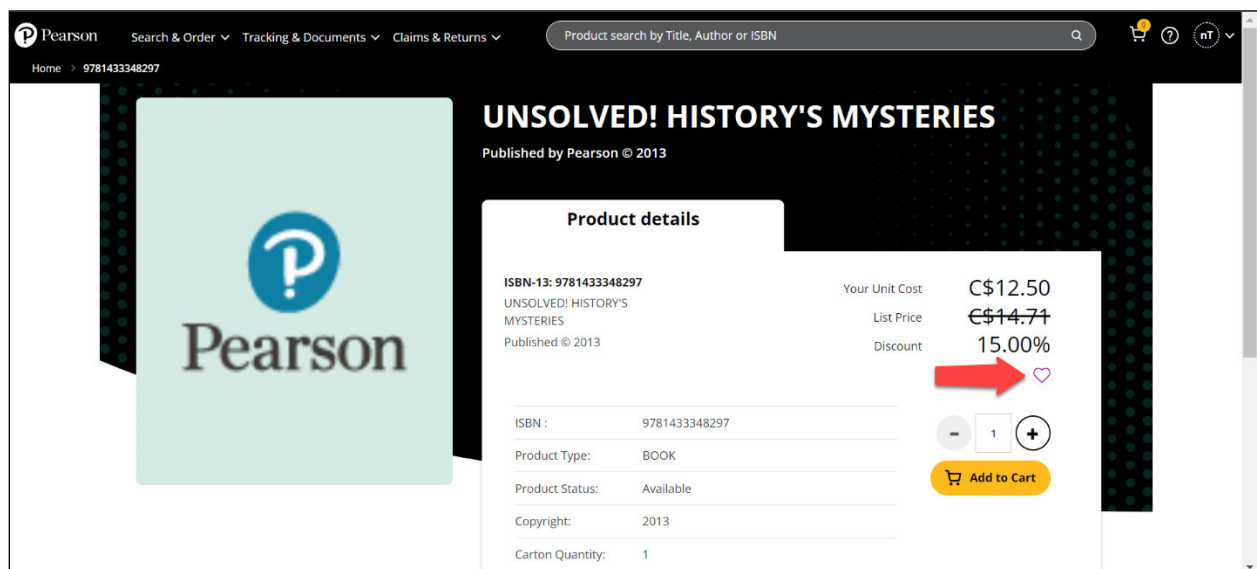 Pearson
Search & Order
Tracking & Documents
Claims & Returns
Product search by Title, Author or ISBN
0
?
nT
Home > 9781433348297
UNSOLVED! HISTORY'S MYSTERIES
Published by Pearson © 2013
Pearson
Product details
ISBN-13: 9781433348297
UNSOLVED! HISTORY'S
MYSTERIES
Published © 2013
Your Unit Cost C$12.50
List Price C$14.71
Discount 15.00%
ISBN : 9781433348297
Product Type: BOOK
Product Status: Available
Copyright: 2013
Carton Quantity: 1
- 1 +
Add to Cart